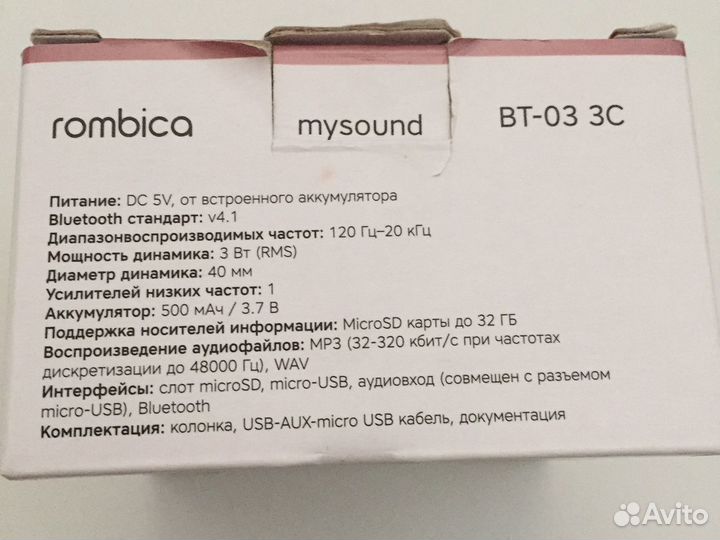 rombica
mysound
BT-03 3C
Питание: DC 5V, от встроенного аккумулятора
Bluetooth стандарт: v4.1
Диапазонвоспроизводимых частот: 120 Гц–20 кГц
Мощность динамика: 3 Вт (RMS)
Диаметр динамика: 40 мм
Усилителей низких частот: 1
Аккумулятор: 500 мАч / 3.7 В
Поддержка носителей информации: MicroSD карты до 32 ГБ
Воспроизведение аудиофайлов: MP3 (32-320 кбит/с при частотах
дискретизации до 48000 Гц), WAV
Интерфейсы: слот microSD, micro-USB, аудиовход (совмещен с разъемом
micro-USB), Bluetooth
Комплектация: колонка, USB-AUX-micro USB кабель, документация
Avito